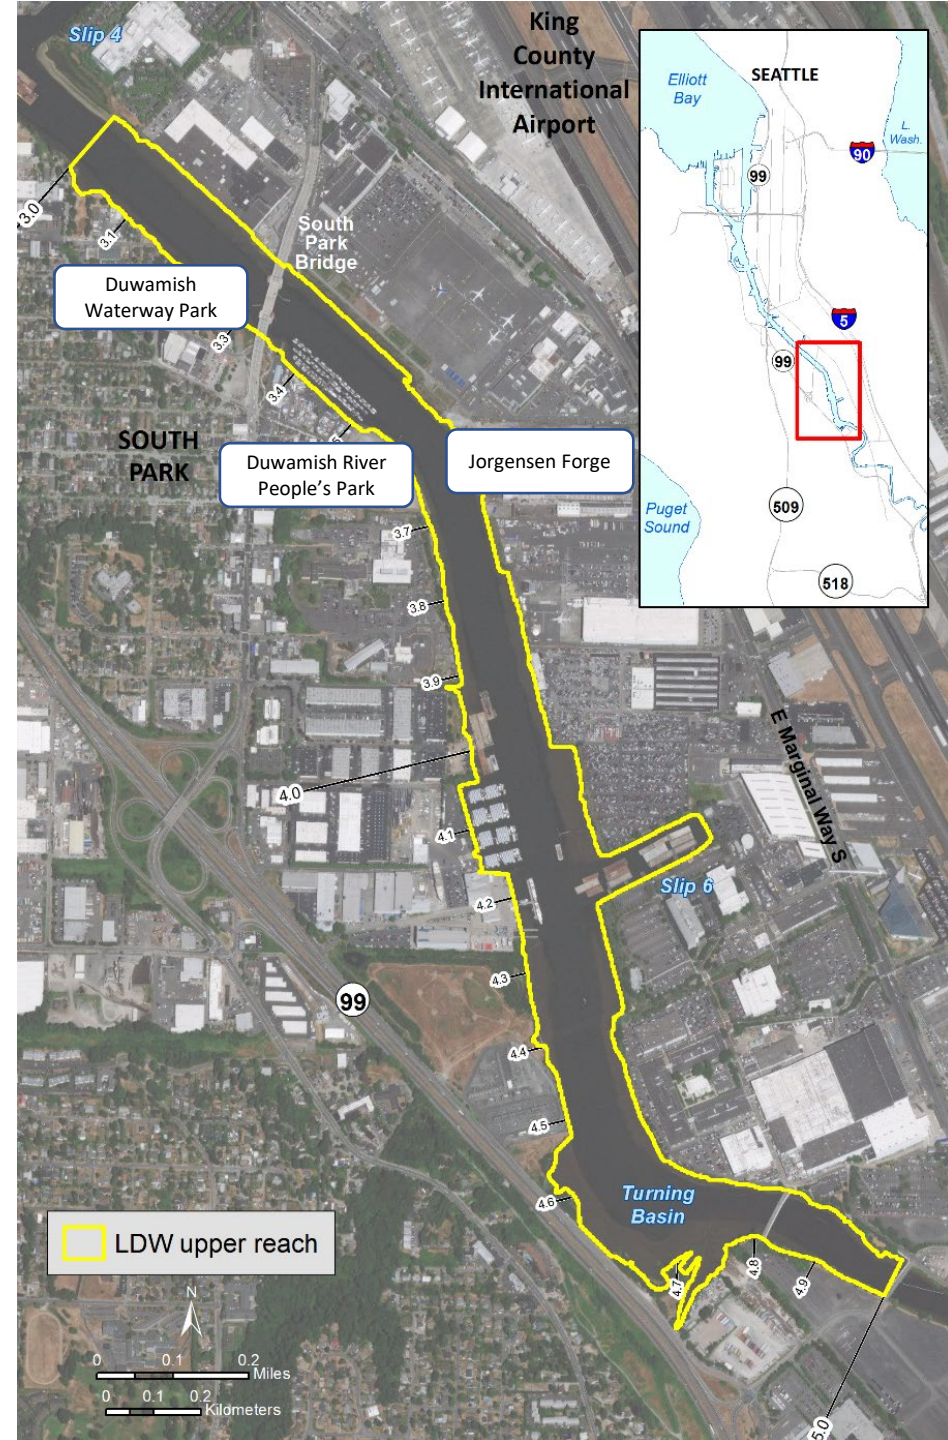 Slip 4
King
County
International
Airport
SEATTLE
Elliott
Bay
L.
Wash.
90
99
5
99
509
Puget
Sound
518
3.0
3.1
South
Park
Bridge
Duwamish
Waterway Park
3.3
3.4
SOUTH
PARK
Duwamish River
People's Park
Jorgensen Forge
3.7
3.8
3.9
4.0
4.1
4.2
4.3
4.4
4.5
4.6
4.7
4.8
4.9
5.0
E Marginal Way S
Slip 6
99
Turning
Basin
LDW upper reach
N
0 0.1 0.2
Miles
0 0.1 0.2
Kilometers